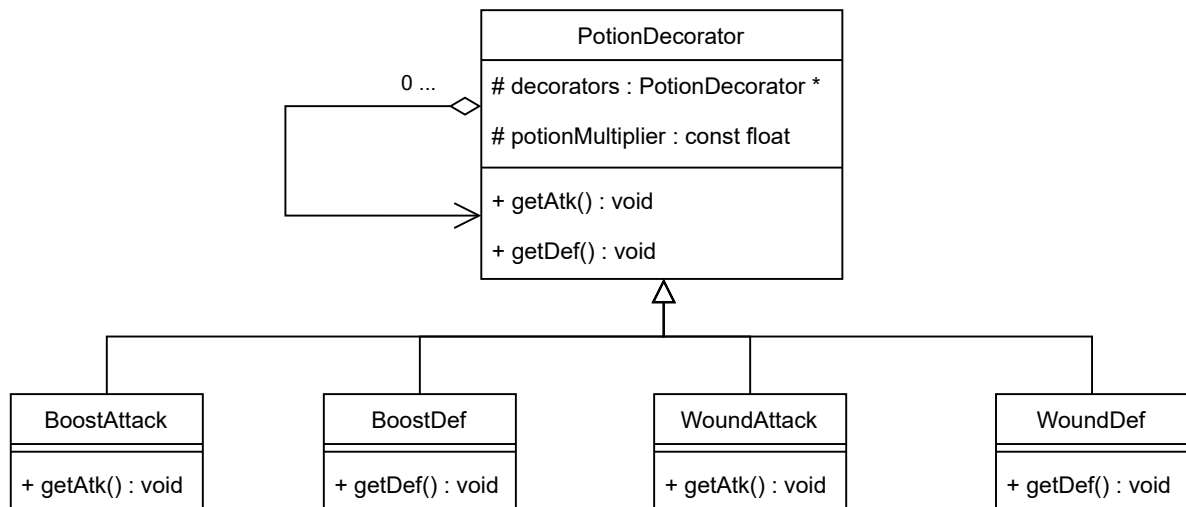 PotionDecorator
0 ...
# decorators : PotionDecorator *
# potionMultiplier : const float
+ getAtk() : void
+ getDef() : void
BoostAttack
BoostDef
WoundAttack
WoundDef
+ getAtk() : void
+ getDef() : void
+ getAtk() : void
+ getDef() : void